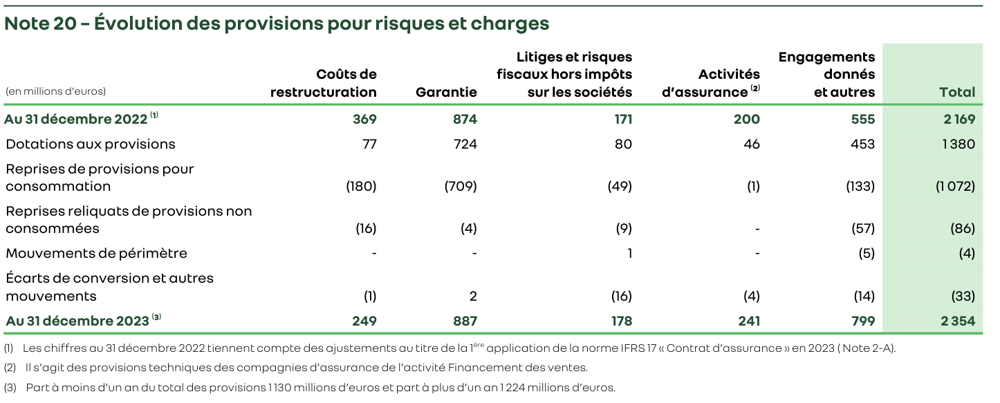 Note 20 – Évolution des provisions pour risques et charges
(en millions d’euros) Coûts de restructuration Garantie Litiges et risques fiscaux hors impôts sur les sociétés Activités d’assurance (2) Engagements donnés et autres Total
Au 31 décembre 2022 (1) 369 874 171 200 555 2 169
Dotations aux provisions 77 724 80 46 453 1 380
Reprises de provisions pour
consommation (180) (709) (49) (1) (133) (1 072)
Reprises reliquats de provisions non
consommées (16) (4) (9) - (57) (86)
Mouvements de périmètre - - 1 - (5) (4)
Écarts de conversion et autres
mouvements (1) 2 (16) (4) (14) (33)
Au 31 décembre 2023 (3) 249 887 178 241 799 2 354
(1) Les chiffres au 31 décembre 2022 tiennent compte des ajustements au titre de la 1ère application de la norme IFRS 17 « Contrat d’assurance » en 2023 ( Note 2-A).
(2) Il s’agit des provisions techniques des compagnies d’assurance de l’activité Financement des ventes.
(3) Part à moins d’un an du total des provisions 1 130 millions d’euros et part à plus d’un an 1 224 millions d’euros.